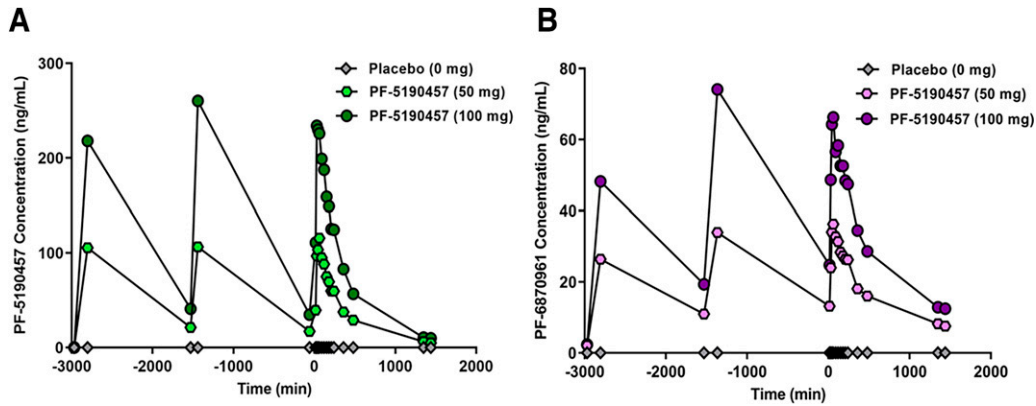 A
PF-5190457 Concentration (ng/mL)
300
200
100
0
-3000
-2000
-1000
0
1000
2000
Time (min)
Placebo (0 mg)
PF-5190457 (50 mg)
PF-5190457 (100 mg)
B
PF-6870961 Concentration (ng/mL)
80
60
40
20
0
-3000
-2000
-1000
0
1000
2000
Time (min)
Placebo (0 mg)
PF-5190457 (50 mg)
PF-5190457 (100 mg)